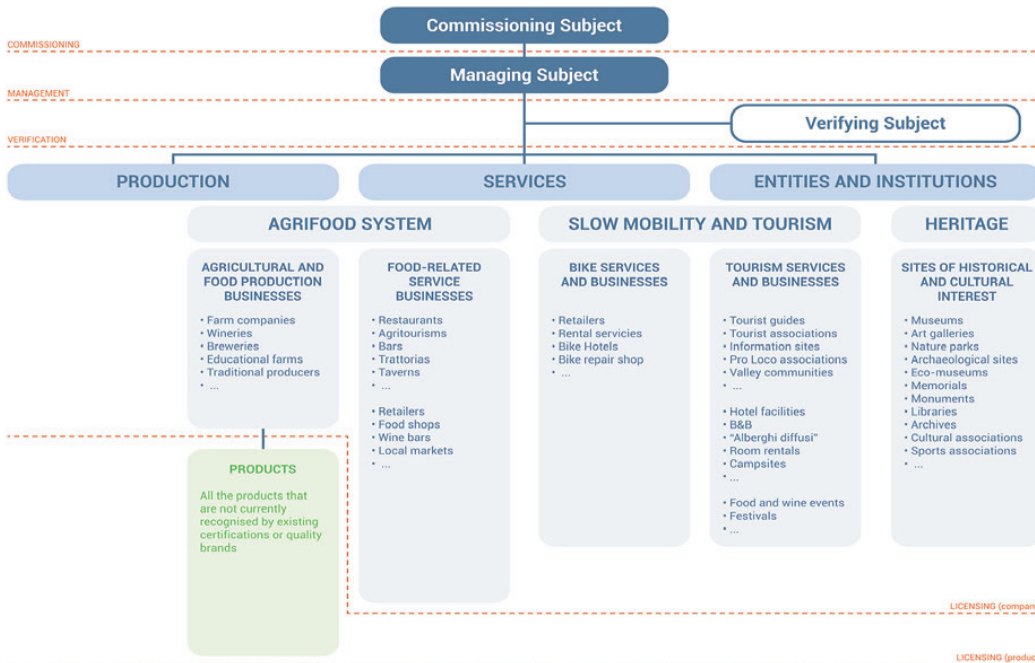 Commissioning Subject
COMMISSIONING
Managing Subject
MANAGEMENT
Verifying Subject
VERIFICATION
PRODUCTION
SERVICES
ENTITIES AND INSTITUTIONS
AGRIFOOD SYSTEM
SLOW MOBILITY AND TOURISM
HERITAGE
AGRICULTURAL AND
FOOD PRODUCTION
BUSINESSES
• Farm companies
• Wineries
• Breweries
• Educational farms
• Traditional producers
• ...
FOOD-RELATED
SERVICE
BUSINESSES
• Restaurants
• Agritourisms
• Bars
• Trattorias
• Taverns
• ...
• Retailers
• Food shops
• Wine bars
• Local markets
• ...
BIKE SERVICES
AND BUSINESSES
• Retailers
• Rental servicies
• Bike Hotels
• Bike repair shop
• ...
TOURISM SERVICES
AND BUSINESSES
• Tourist guides
• Tourist associations
• Information sites
• Pro Loco associations
• Valley communities
• ...
• Hotel facilities
• B&B
• “Alberghi diffusi”
• Room rentals
• Campsites
• ...
• Food and wine events
• Festivals
• ...
SITES OF HISTORICAL
AND CULTURAL
INTEREST
• Museums
• Art galleries
• Nature parks
• Archaeological sites
• Eco-museums
• Memorials
• Monuments
• Libraries
• Archives
• Cultural associations
• Sports associations
• ...
PRODUCTS
All the products that
are not currently
recognised by existing
certifications or quality
brands
LICENSING (compan
LICENSING (produc